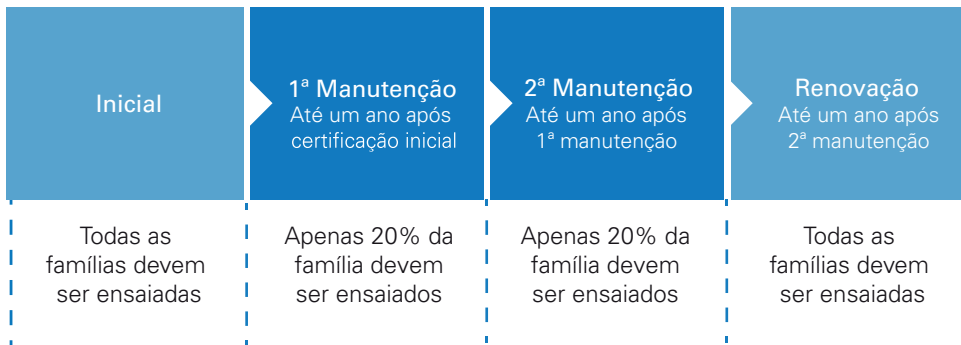 Inicial
1ª Manutenção
Até um ano após
certificação inicial
2ª Manutenção
Até um ano após
1ª manutenção
Renovação
Até um ano após
2ª manutenção
Todas as
famílias devem
ser ensaiadas
Apenas 20% da
família devem
ser ensaiados
Apenas 20% da
família devem
ser ensaiados
Todas as
famílias devem
ser ensaiadas